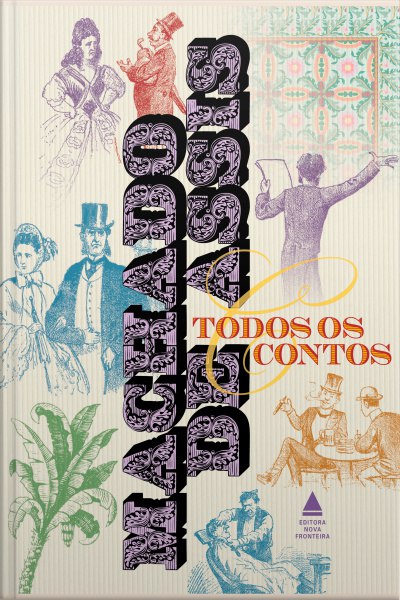 MACHADO
DE ASSIS
TODOS OS
CONTOS
EDITORA
NOVA
FRONTEIRA